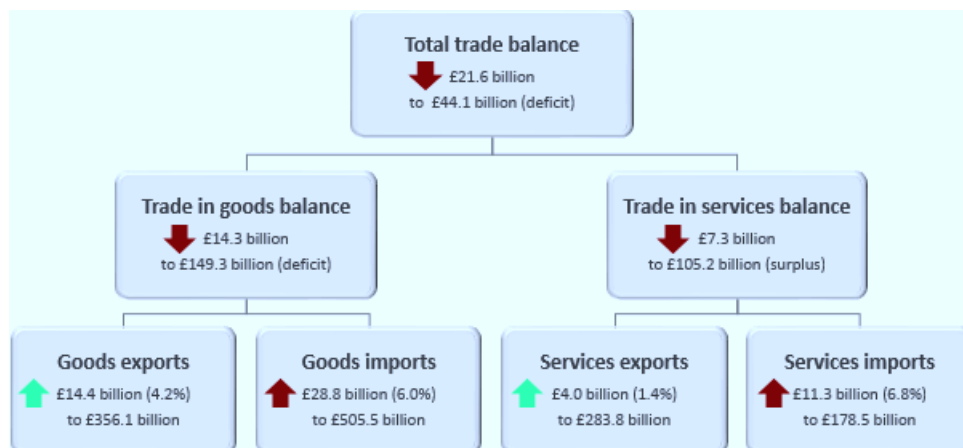 Total trade balance
£21.6 billion
to £44.1 billion (deficit)
Trade in goods balance
£14.3 billion
to £149.3 billion (deficit)
Trade in services balance
£7.3 billion
to £105.2 billion (surplus)
Goods exports
£14.4 billion (4.2%)
to £356.1 billion
Goods imports
£28.8 billion (6.0%)
to £505.5 billion
Services exports
£4.0 billion (1.4%)
to £283.8 billion
Services imports
£11.3 billion (6.8%)
to £178.5 billion